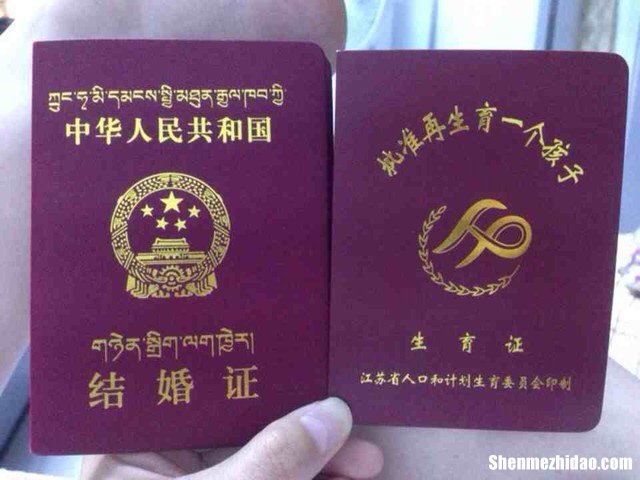 ཀྲུང་ཧྭ་མི་དམངས་སྤྱི་མཐུན་རྒྱལ་ཁབ་ཀྱི་
中华人民共和国
གཉེན་སྒྲིག་ལག་ཁྱེར།
结婚证
批准再生育一个孩子
生育证
江苏省人口和计划生育委员会印制
Shenmezhidao.com